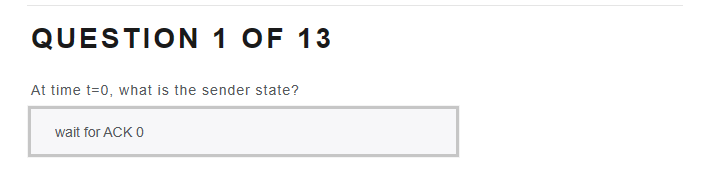 QUESTION 1 OF 13
At time t=0, what is the sender state?
wait for ACK 0